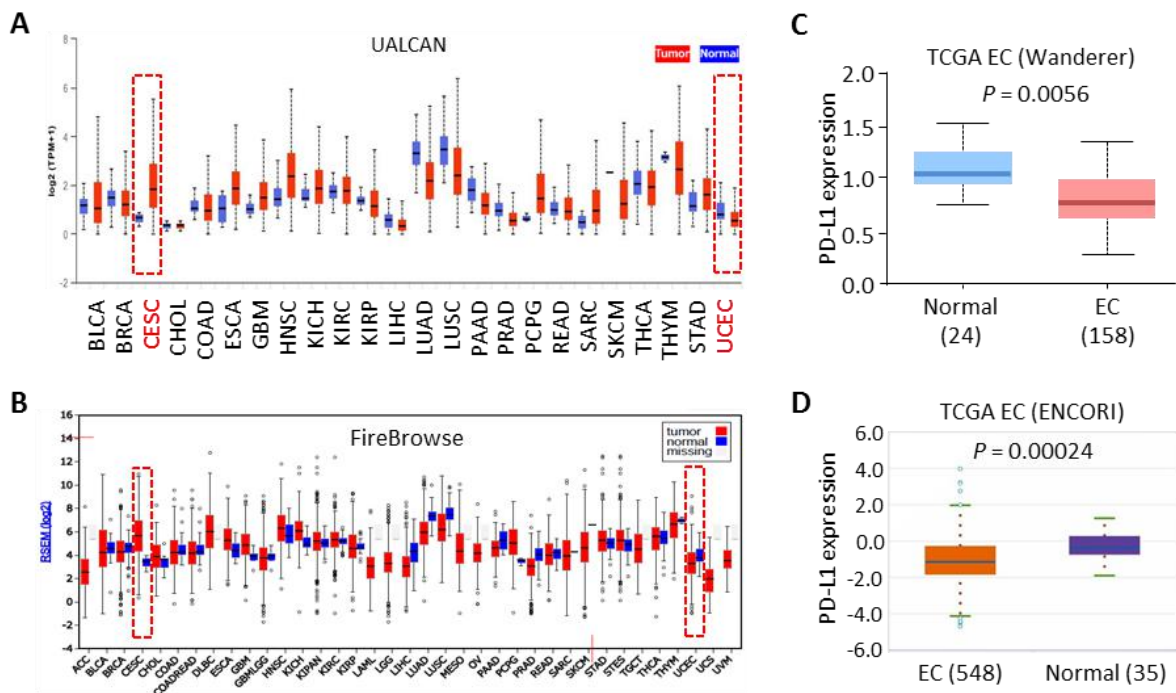 A
UALCAN
Tumor Normal
log2 (TPM+1)
8
6
4
2
0
-2
BLCA
BRCA
CESC
CHOL
COAD
ESCA
GBM
HNSC
KICH
KIRC
KIRP
LIHC
LUAD
LUSC
PAAD
PRAD
PCPG
READ
SARC
SKCM
THCA
THYM
STAD
UCEC
B
FireBrowse
tumor
normal
missing
RSEM (log2)
16
14
12
10
8
6
4
2
0
-2
-4
ACC
BLCA
BRCA
CESC
CHOL
COAD
COADREAD
DLBC
ESCA
GBM
GBMLGG
HNSC
KICH
KIPAN
KIRC
KIRP
LAML
LGG
LIHC
LUAD
LUSC
MESO
OV
PAAD
PCPG
PRAD
READ
SARC
SKCM
STAD
STES
TGCT
THCA
THYM
UCEC
UCS
UVM
C
TCGA EC (Wanderer)
P = 0.0056
PD-L1 expression
2.0
1.5
1.0
0.5
0.0
Normal EC
(24) (158)
D
TCGA EC (ENCORI)
P = 0.00024
PD-L1 expression
6.0
4.0
2.0
0.0
-2.0
-4.0
-6.0
EC (548) Normal (35)